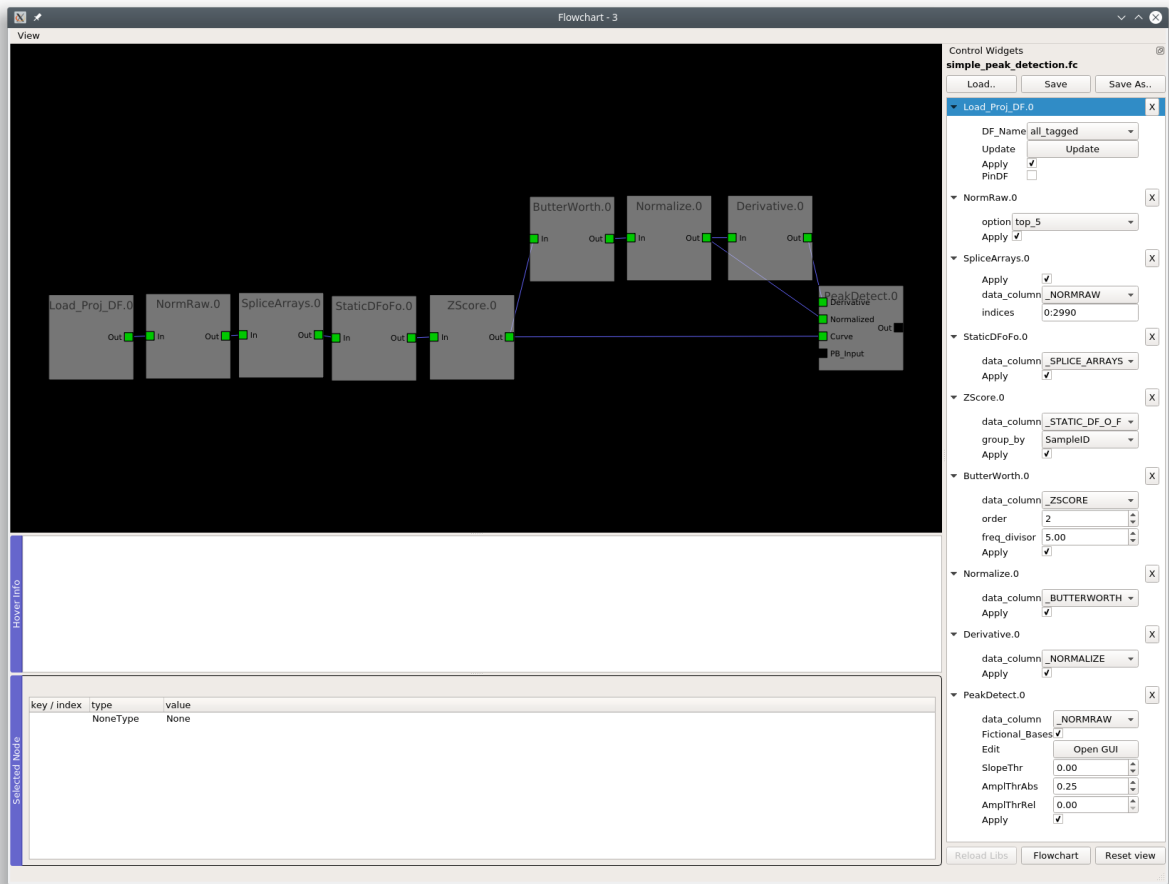 Flowchart - 3
View
ButterWorth.0
In
Out
Normalize.0
In
Out
Derivative.0
In
Out
Load_Proj_DF.0
Out
NormRaw.0
In
Out
SpliceArrays.0
In
Out
StaticDFoFo.0
In
Out
ZScore.0
In
Out
PeakDetect.0
Derivative
Normalized
Out
Curve
PB_Input
Hover Info
Selected Node
key / index type value
NoneType None
Control Widgets
simple_peak_detection.fc
Load.. Save Save As..
Load_Proj_DF.0 X
DF_Name all_tagged
Update Update
Apply
PinDF
NormRaw.0 X
option top_5
Apply
SpliceArrays.0 X
Apply
data_column _NORMRAW
indices 0:2990
StaticDFoFo.0 X
data_column _SPLICE_ARRAYS
Apply
ZScore.0 X
data_column _STATIC_DF_O_F
group_by SampleID
Apply
ButterWorth.0 X
data_column _ZSCORE
order 2
freq_divisor 5.00
Apply
Normalize.0 X
data_column _BUTTERWORTH
Apply
Derivative.0 X
data_column _NORMALIZE
Apply
PeakDetect.0 X
data_column _NORMRAW
Fictional_Bases
Edit Open GUI
SlopeThr 0.00
AmplThrAbs 0.25
AmplThrRel 0.00
Apply
Reload Libs Flowchart Reset view